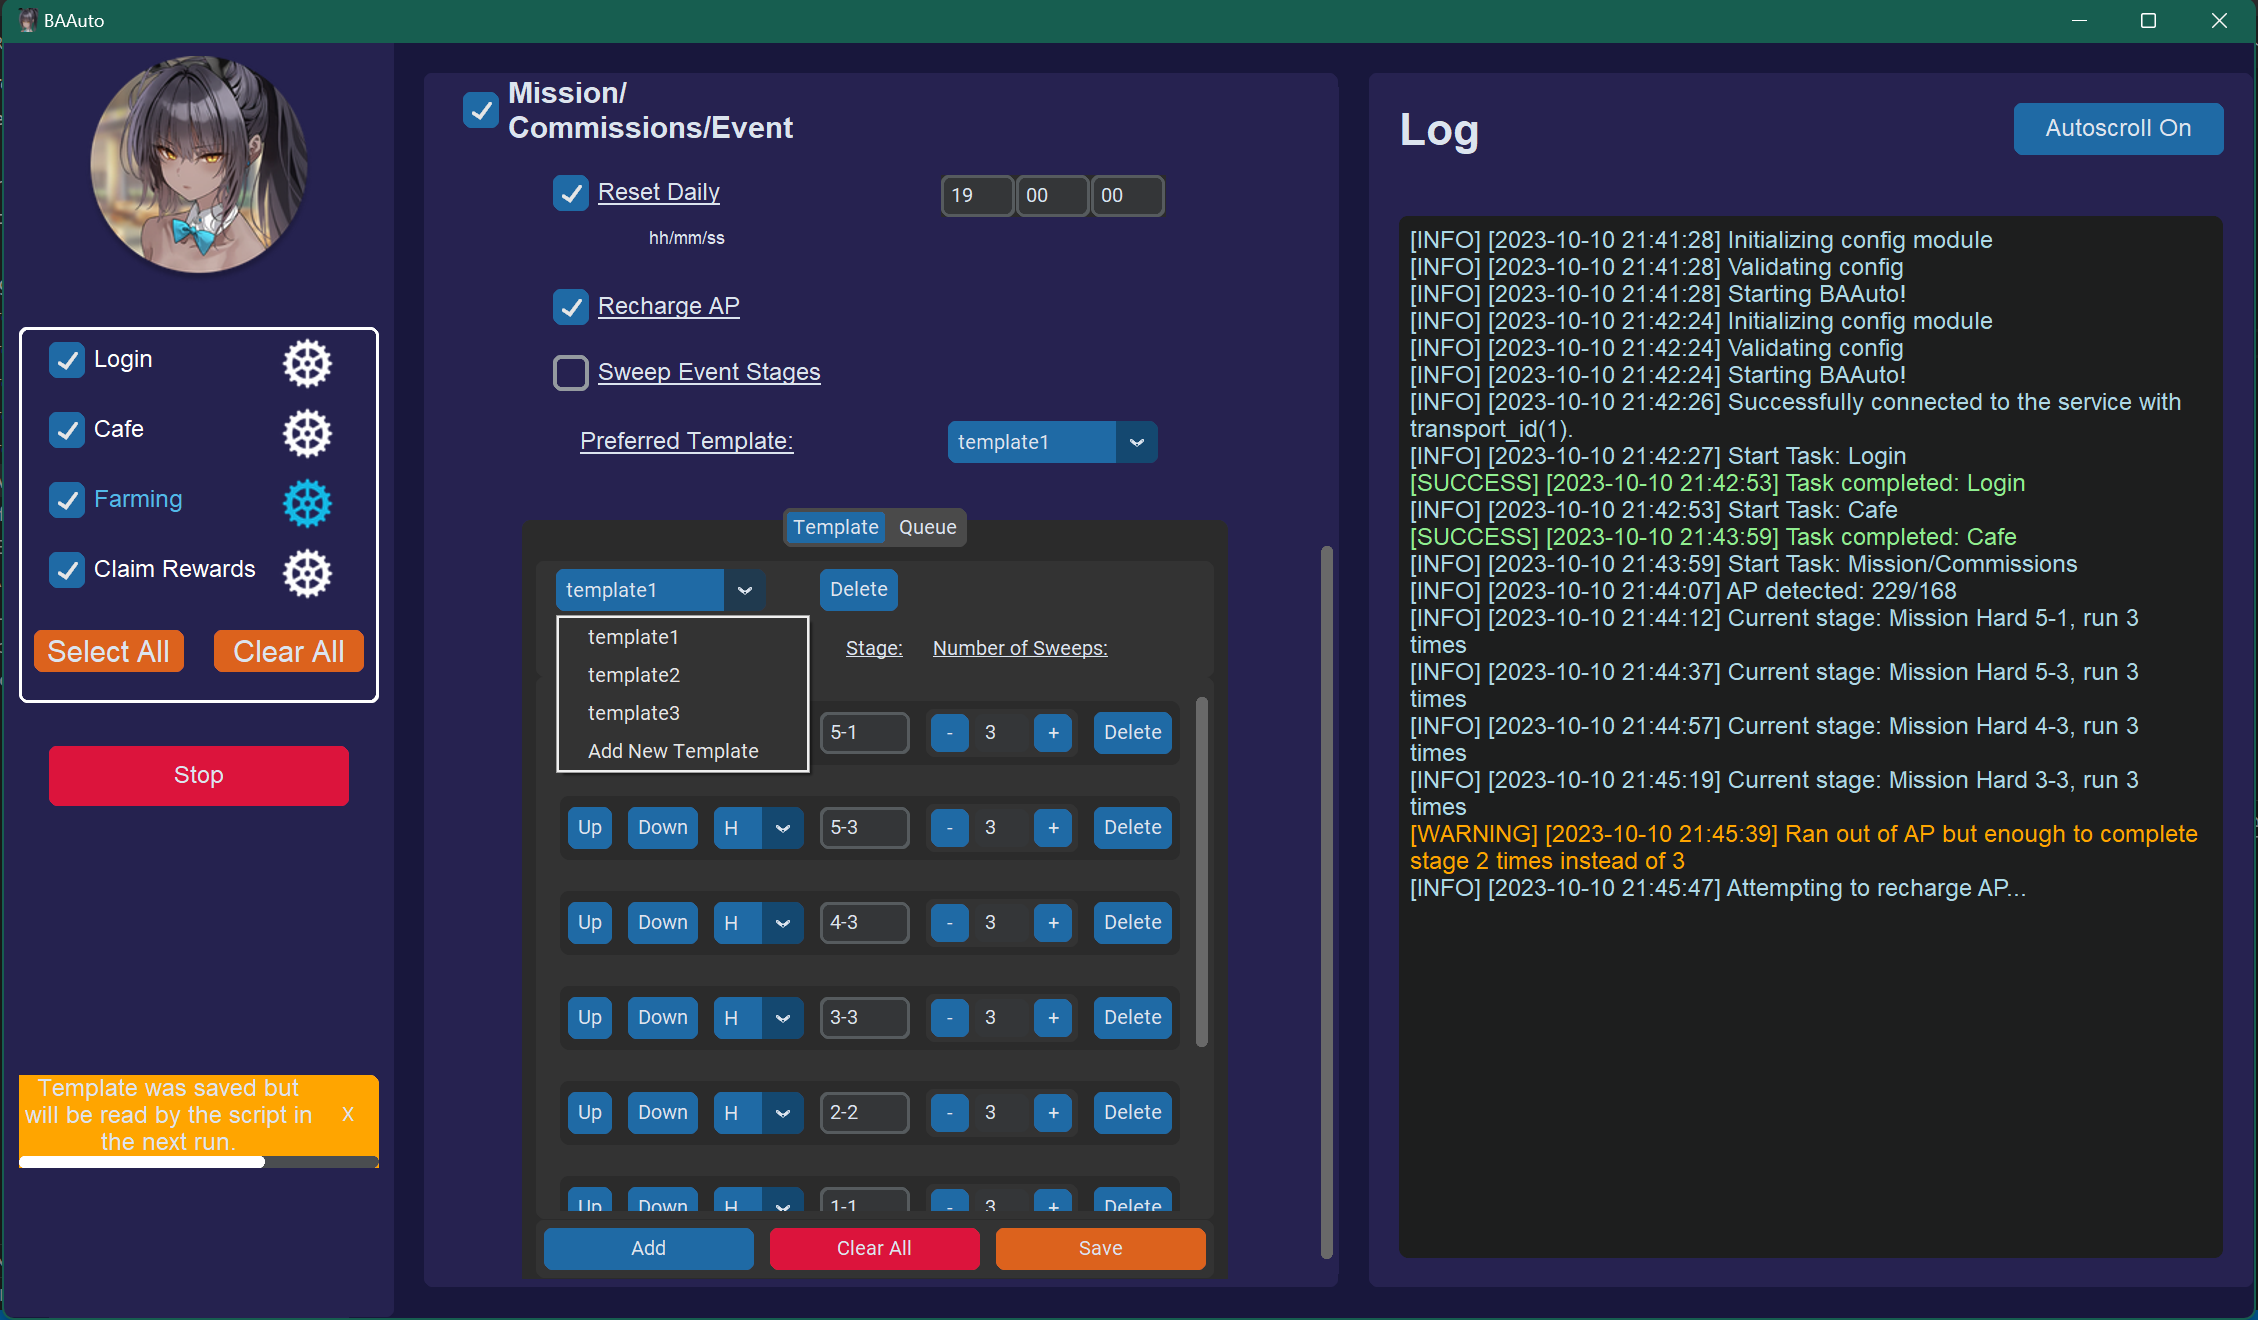 BAAuto
Login
Cafe
Farming
Claim Rewards
Select All
Clear All
Stop
Template was saved but
will be read by the script in
the next run.
X
Mission/
Commissions/Event
Reset Daily
19 00 00
hh/mm/ss
Recharge AP
Sweep Event Stages
Preferred Template:
template1
Template Queue
template1
Delete
template1
template2
template3
Add New Template
Stage: Number of Sweeps:
5-1 - 3 + Delete
Up Down H 5-3 - 3 + Delete
Up Down H 4-3 - 3 + Delete
Up Down H 3-3 - 3 + Delete
Up Down H 2-2 - 3 + Delete
Up Down H 1-1 - 3 + Delete
Add
Clear All
Save
Log
Autoscroll On
[INFO] [2023-10-10 21:41:28] Initializing config module
[INFO] [2023-10-10 21:41:28] Validating config
[INFO] [2023-10-10 21:41:28] Starting BAAuto!
[INFO] [2023-10-10 21:42:24] Initializing config module
[INFO] [2023-10-10 21:42:24] Validating config
[INFO] [2023-10-10 21:42:24] Starting BAAuto!
[INFO] [2023-10-10 21:42:26] Successfully connected to the service with
transport_id(1).
[INFO] [2023-10-10 21:42:27] Start Task: Login
[SUCCESS] [2023-10-10 21:42:53] Task completed: Login
[INFO] [2023-10-10 21:42:53] Start Task: Cafe
[SUCCESS] [2023-10-10 21:43:59] Task completed: Cafe
[INFO] [2023-10-10 21:43:59] Start Task: Mission/Commissions
[INFO] [2023-10-10 21:44:07] AP detected: 229/168
[INFO] [2023-10-10 21:44:12] Current stage: Mission Hard 5-1, run 3
times
[INFO] [2023-10-10 21:44:37] Current stage: Mission Hard 5-3, run 3
times
[INFO] [2023-10-10 21:44:57] Current stage: Mission Hard 4-3, run 3
times
[INFO] [2023-10-10 21:45:19] Current stage: Mission Hard 3-3, run 3
times
[WARNING] [2023-10-10 21:45:39] Ran out of AP but enough to complete
stage 2 times instead of 3
[INFO] [2023-10-10 21:45:47] Attempting to recharge AP...